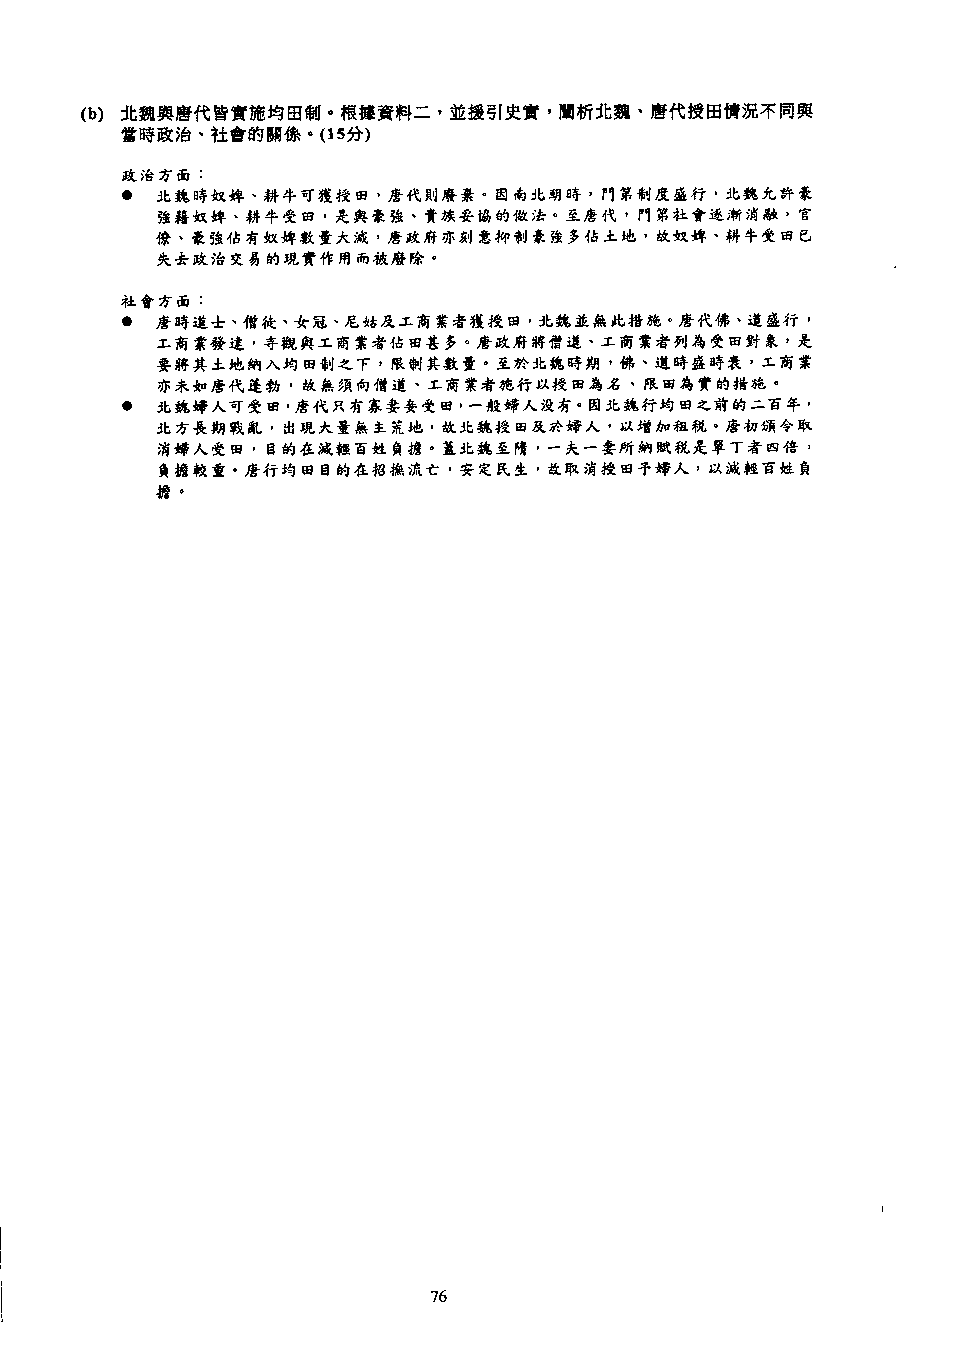 (b) 北魏與唐代皆實施均田制。根據資料二，並援引史實，闡析北魏、唐代授田情況不同與
當時政治、社會的關係。(15分)
政治方面：
● 北魏時奴婢、耕牛可獲授田，唐代則廢棄。因南北朝時，門第制度盛行，北魏允許豪
強藉奴婢、耕牛受田，是與豪強、貴族妥協的做法。至唐代，門第社會逐漸消融，官
僚、豪強佔有奴婢數量大減，唐政府亦刻意抑制豪強多佔土地，故奴婢、耕牛受田已
失去政治交易的現實作用而被廢除。
社會方面：
● 唐時道士、僧徒、女冠、尼姑及工商業者獲授田，北魏並無此措施。唐代佛、道盛行，
工商業發達，寺觀與工商業者佔田甚多。唐政府將僧道、工商業者列為受田對象，是
要將其土地納入均田制之下，限制其數量。至於北魏時期，佛、道時盛時衰，工商業
亦未如唐代蓬勃，故無須向僧道、工商業者施行以授田為名、限田為實的措施。
● 北魏婦人可受田，唐代只有寡妻妾受田，一般婦人沒有。因北魏行均田之前的二百年，
北方長期戰亂，出現大量無主荒地，故北魏授田及於婦人，以增加租稅。唐初頒令取
消婦人受田，目的在減輕百姓負擔。蓋北魏至隋，一夫一妻所納賦稅是單丁者四倍，
負擔較重。唐行均田目的在招撫流亡，安定民生，故取消授田予婦人，以減輕百姓負
擔。
76